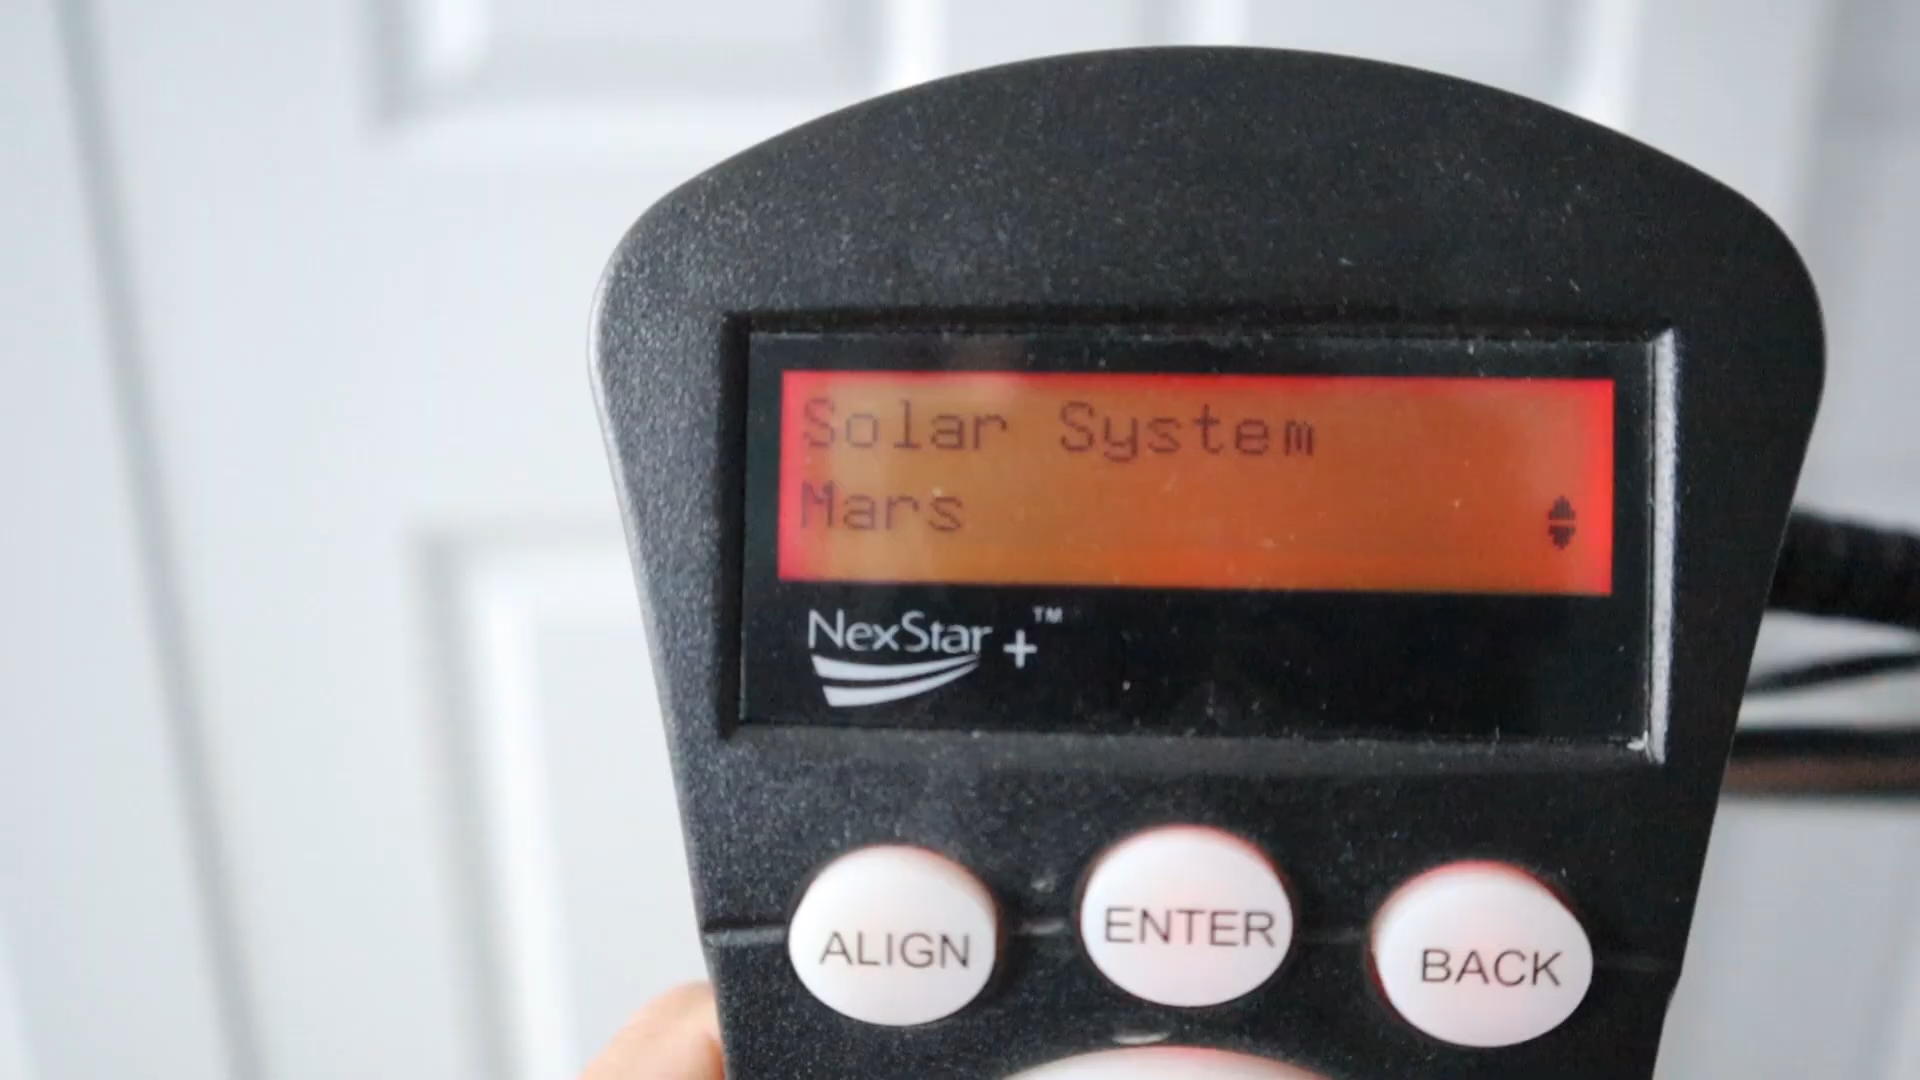 Solar System
Mars
NexStar +™
ALIGN
ENTER
BACK